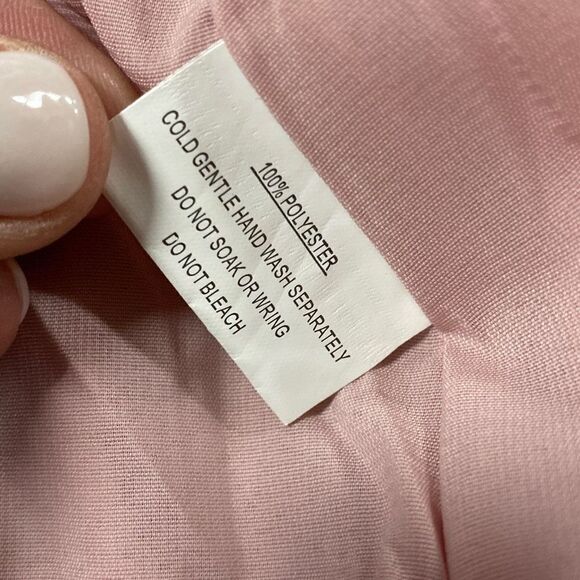 100% POLYESTER
COLD GENTLE HAND WASH SEPARATELY
DO NOT SOAK OR WRING
DO NOT BLEACH